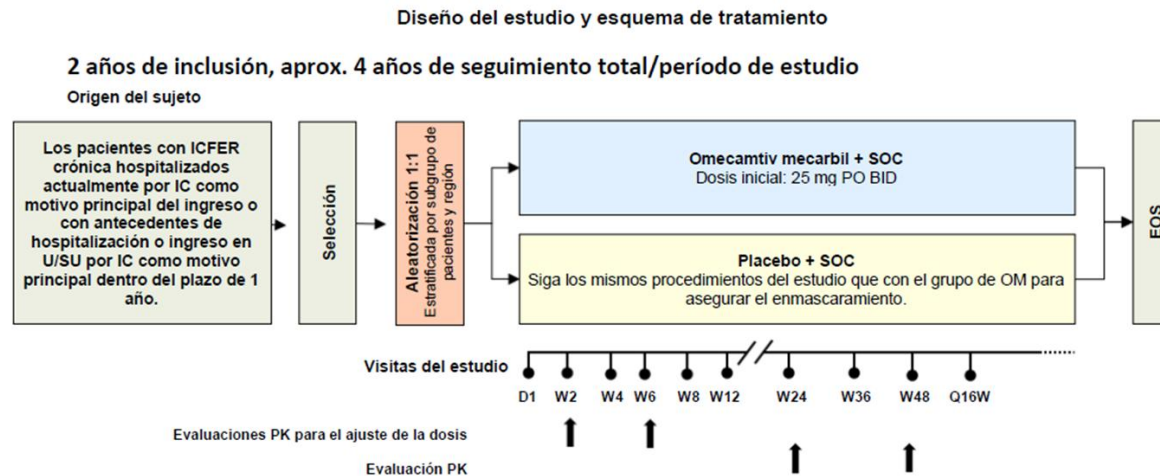 Diseño del estudio y esquema de tratamiento
2 años de inclusión, aprox. 4 años de seguimiento total/período de estudio
Origen del sujeto
Los pacientes con ICFER
crónica hospitalizados
actualmente por IC como
motivo principal del ingreso o
con antecedentes de
hospitalización o ingreso en
U/SU por IC como motivo
principal dentro del plazo de 1
año.
Selección
Aleatorización 1:1
Estratificada por subgrupo de
pacientes y región
Omecamtiv mecarbil + SOC
Dosis inicial: 25 mg PO BID
Placebo + SOC
Siga los mismos procedimientos del estudio que con el grupo de OM para
asegurar el enmascaramiento.
EOS
Visitas del estudio
D1 W2 W4 W6 W8 W12 W24 W36 W48 Q16W
Evaluaciones PK para el ajuste de la dosis
Evaluación PK